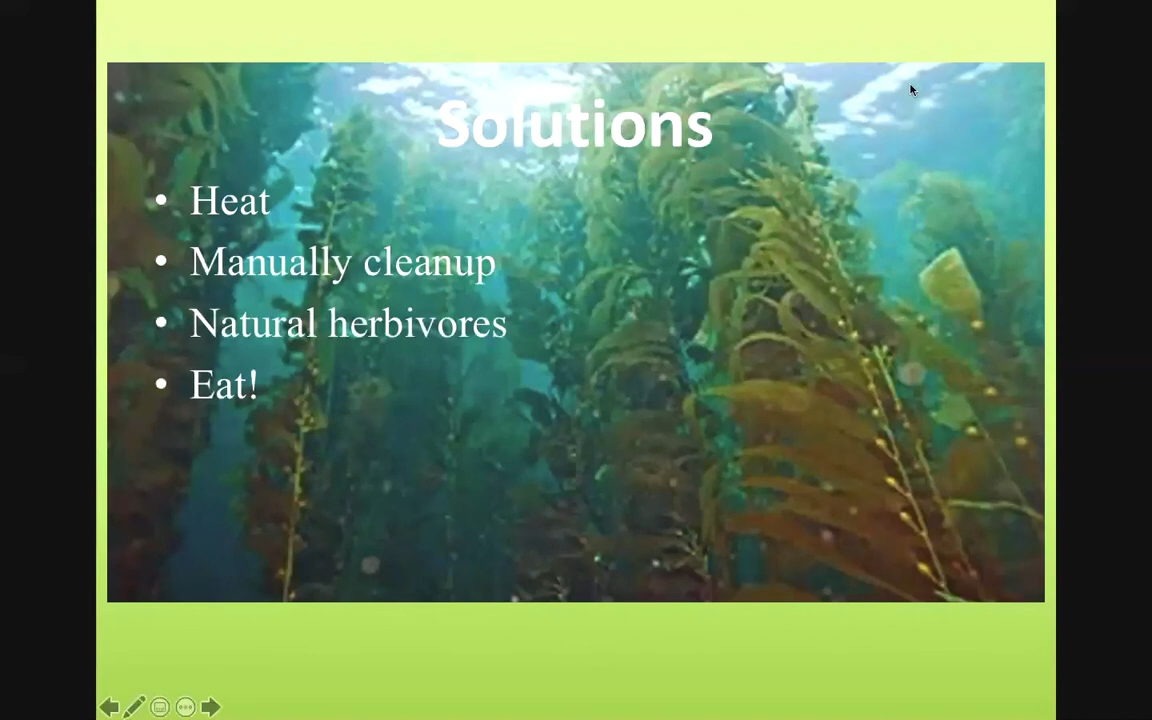 Solutions
• Heat
• Manually cleanup
• Natural herbivores
• Eat!